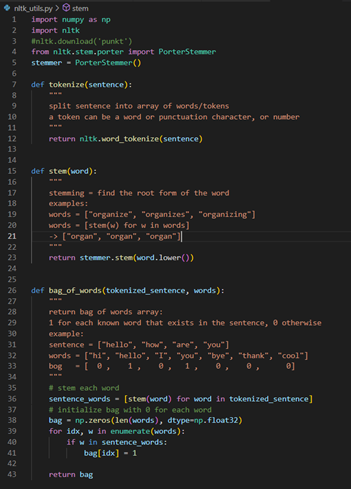 nltk_utils.py > stem
1 import numpy as np
2 import nltk
3 #nltk.download('punkt')
4 from nltk.stem.porter import PorterStemmer
5 stemmer = PorterStemmer()
6
7 def tokenize(sentence):
8     """
9     split sentence into array of words/tokens
10     a token can be a word or punctuation character, or number
11     """
12     return nltk.word_tokenize(sentence)
13
14
15 def stem(word):
16     """
17     stemming = find the root form of the word
18     examples:
19     words = ["organize", "organizes", "organizing"]
20     words = [stem(w) for w in words]
21     -> ["organ", "organ", "organ"]
22     """
23     return stemmer.stem(word.lower())
24
25
26 def bag_of_words(tokenized_sentence, words):
27     """
28     return bag of words array:
29     1 for each known word that exists in the sentence, 0 otherwise
30     example:
31     sentence = ["hello", "how", "are", "you"]
32     words = ["hi", "hello", "I", "you", "bye", "thank", "cool"]
33     bog   = [  0 ,    1 ,    0 ,   1 ,    0 ,    0 ,      0]
34     """
35     # stem each word
36     sentence_words = [stem(word) for word in tokenized_sentence]
37     # initialize bag with 0 for each word
38     bag = np.zeros(len(words), dtype=np.float32)
39     for idx, w in enumerate(words):
40         if w in sentence_words:
41             bag[idx] = 1
42
43     return bag